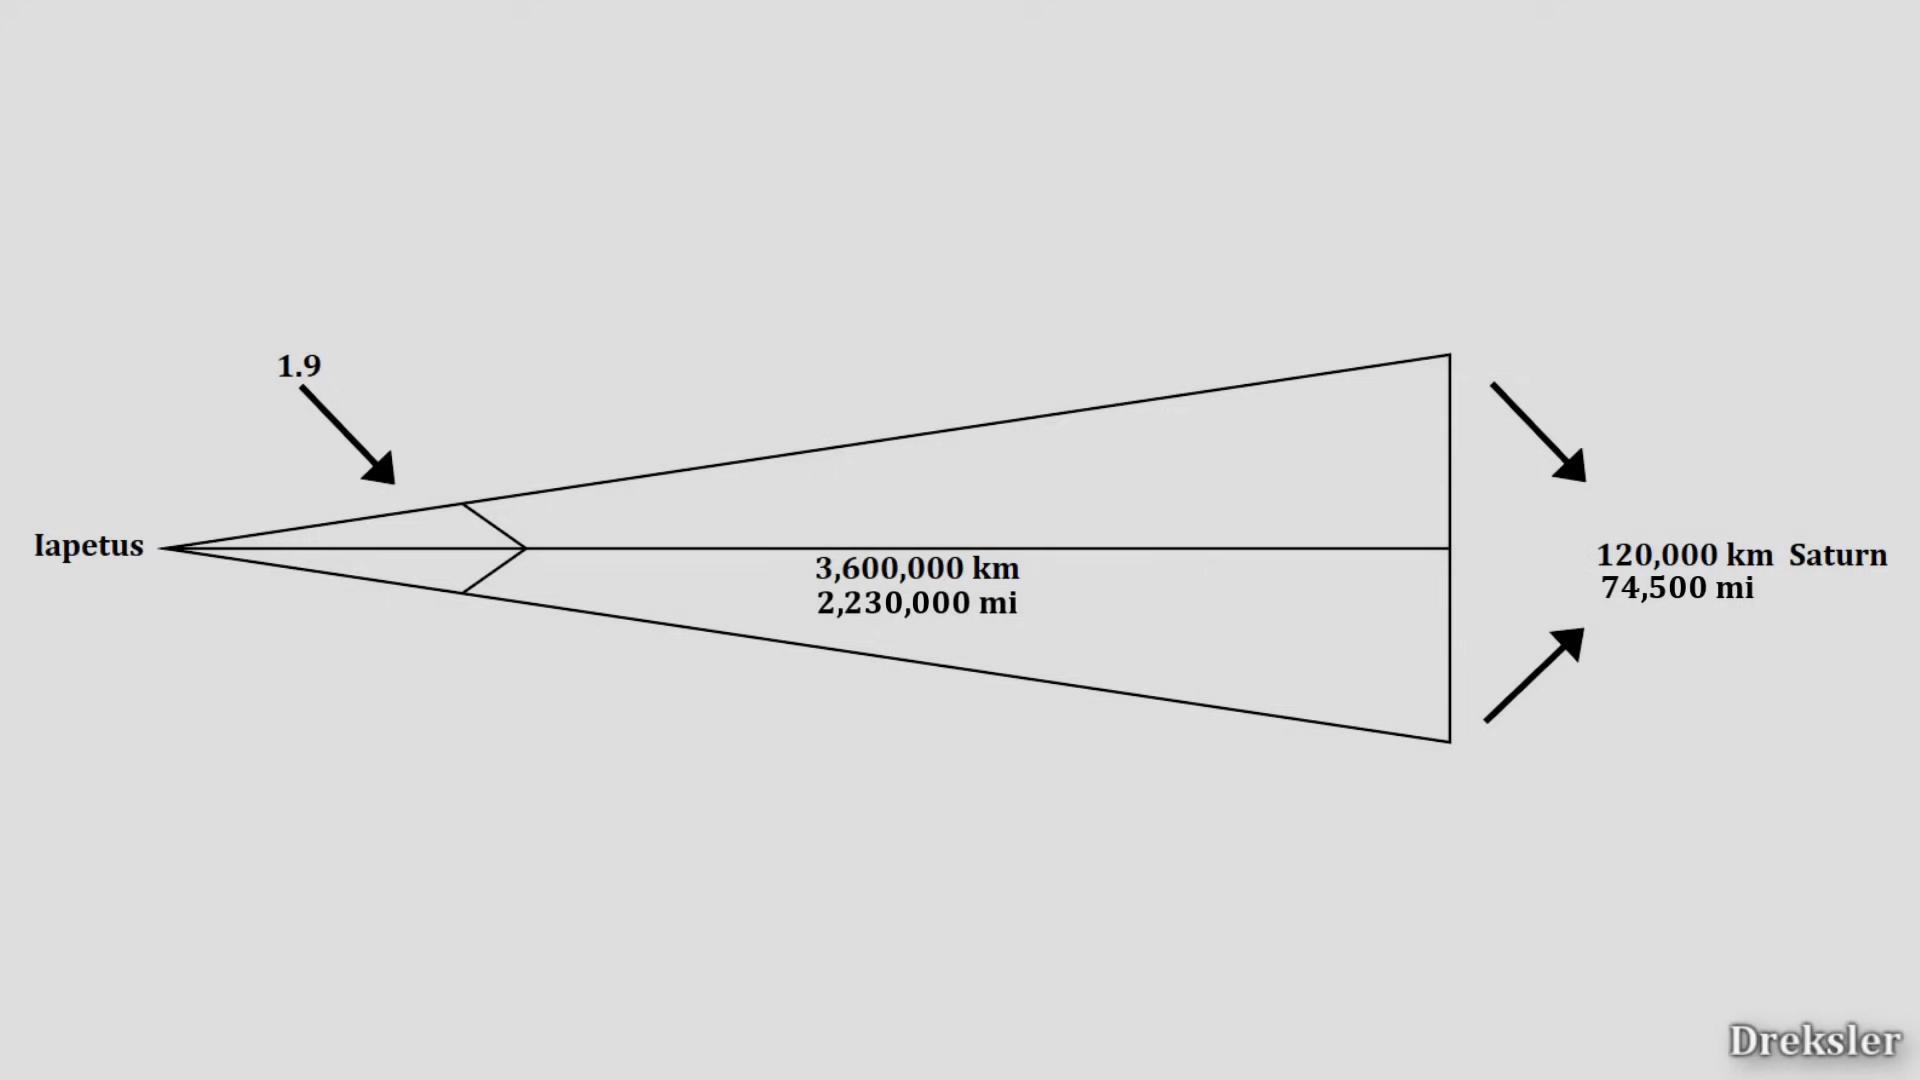 1.9
Iapetus
3,600,000 km
2,230,000 mi
120,000 km Saturn
74,500 mi
Dreksler